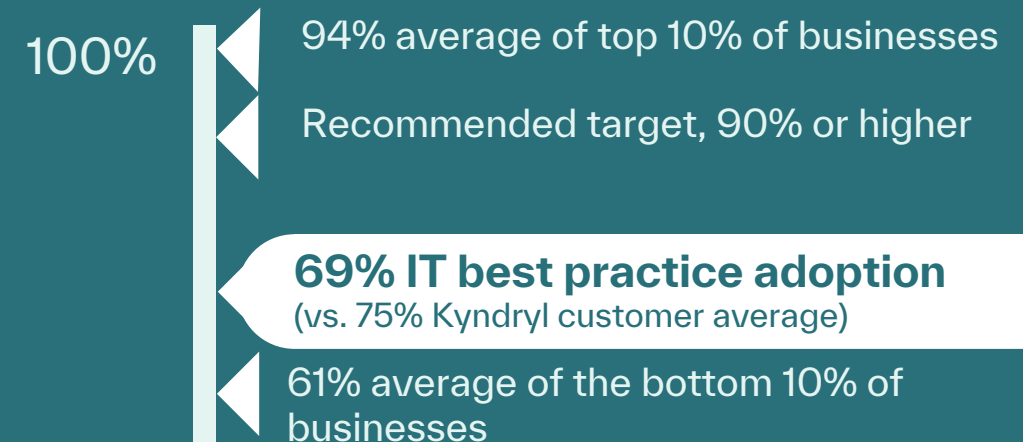 100%
94% average of top 10% of businesses
Recommended target, 90% or higher
69% IT best practice adoption
(vs. 75% Kyndryl customer average)
61% average of the bottom 10% of
businesses